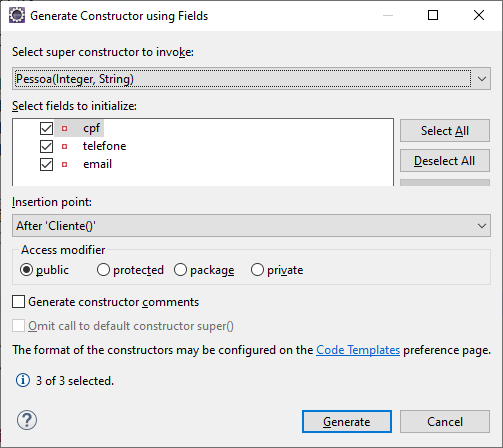 Generate Constructor using Fields
Select super constructor to invoke:
Pessoa(Integer, String)
Select fields to initialize:
cpf
telefone
email
Select All
Deselect All
Insertion point:
After 'Cliente()'
Access modifier
public protected package private
Generate constructor comments
Omit call to default constructor super()
The format of the constructors may be configured on the Code Templates preference page.
3 of 3 selected.
Generate Cancel